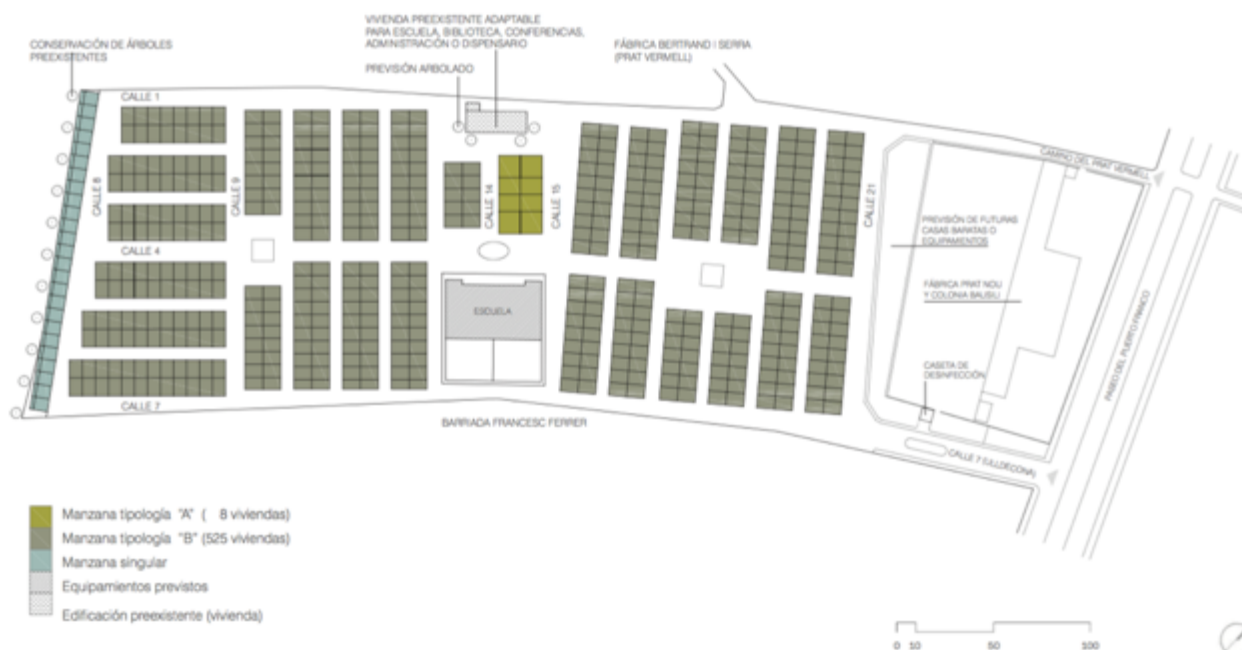 VIVIENDA PREEXISTENTE ADAPTABLE
PARA ESCUELA, BIBLIOTECA, CONFERENCIAS,
ADMINISTRACIÓN O DISPENSARIO
CONSERVACIÓN DE ÁRBOLES
PREEXISTENTES
FÁBRICA BERTRAND I SERRA
(PRAT VERMELL)
PREVISIÓN ARBOLADO
CALLE 1
CALLE 8
CALLE 9
CALLE 14
CALLE 15
CALLE 21
CAMINO DEL PRAT VERMELL
PREVISIÓN DE FUTURAS
CASAS BARATAS O
EQUIPAMIENTOS
CALLE 4
FÁBRICA PRAT NOU
Y COLONIA BAUSILI
ESCUELA
PASEO DEL PUERTO FRANCO
CASETA DE
DESINFECCIÓN
CALLE 7
BARRIADA FRANCESC FERRER
CALLE 7 (ULLDECONA)
Manzana tipología "A" ( 8 viviendas)
Manzana tipología "B" (525 viviendas)
Manzana singular
Equipamientos previstos
Edificación preexistente (vivienda)
0 10 50 100